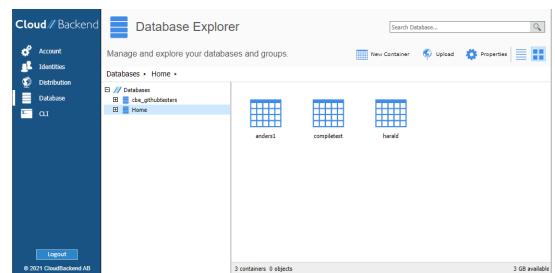 Cloud // Backend
Account
Identities
Distribution
Database
CLI
Logout
© 2021 CloudBackend AB
Database Explorer
Search Database...
Manage and explore your databases and groups.
New Container
Upload
Properties
Databases • Home •
// Databases
cbe_githubtesters
Home
anders1
compiletest
harald
3 containers 0 objects
3 GB available